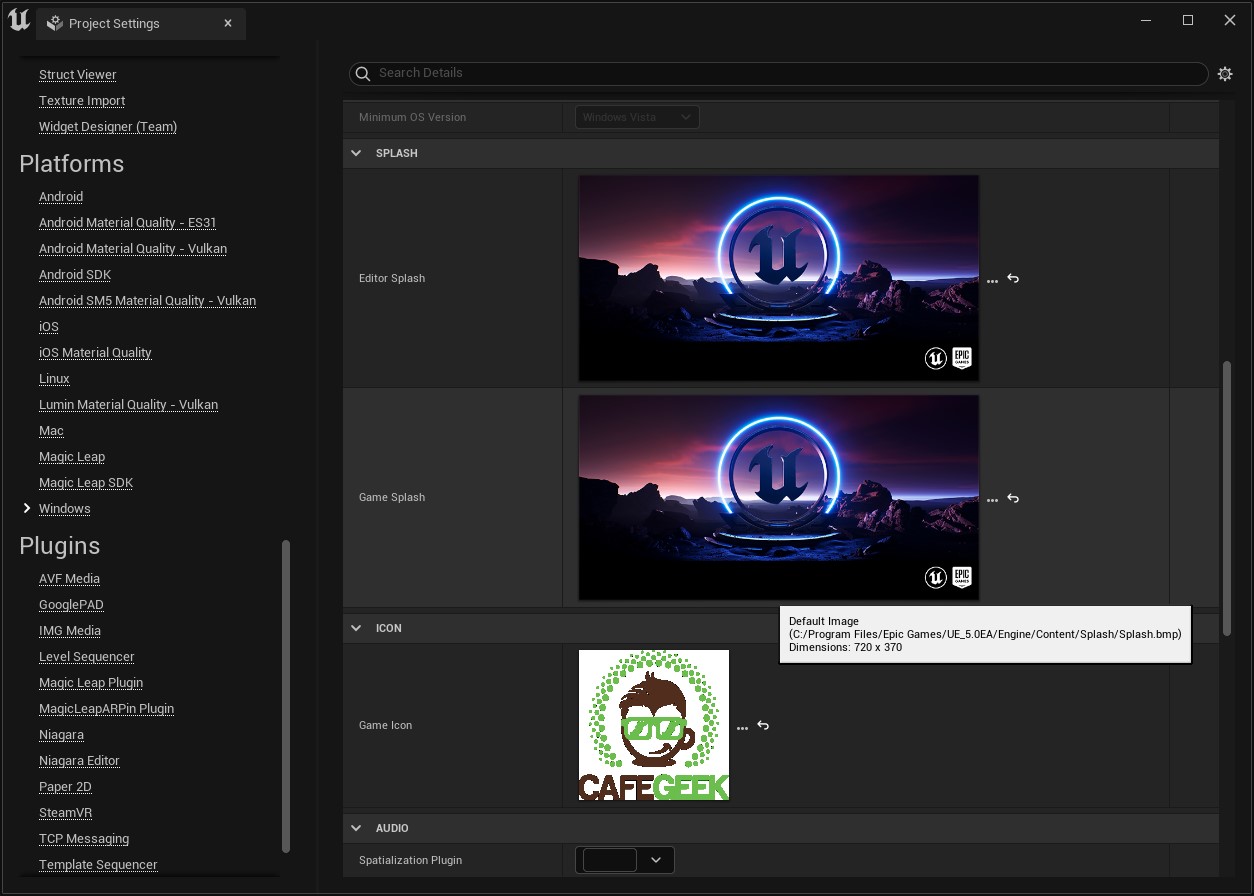 Project Settings
Struct Viewer
Texture Import
Widget Designer (Team)
Platforms
Android
Android Material Quality - ES31
Android Material Quality - Vulkan
Android SDK
Android SM5 Material Quality - Vulkan
iOS
iOS Material Quality
Linux
Lumin Material Quality - Vulkan
Mac
Magic Leap
Magic Leap SDK
Windows
Plugins
AVF Media
GooglePAD
IMG Media
Level Sequencer
Magic Leap Plugin
MagicLeapARPin Plugin
Niagara
Niagara Editor
Paper 2D
SteamVR
TCP Messaging
Template Sequencer
Search Details
Minimum OS Version
Windows Vista
SPLASH
Editor Splash
EPIC
GAMES
Game Splash
EPIC
GAMES
Default Image
(C:/Program Files/Epic Games/UE_5.0EA/Engine/Content/Splash/Splash.bmp)
Dimensions: 720 x 370
ICON
Game Icon
CAFEGEEK
AUDIO
Spatialization Plugin